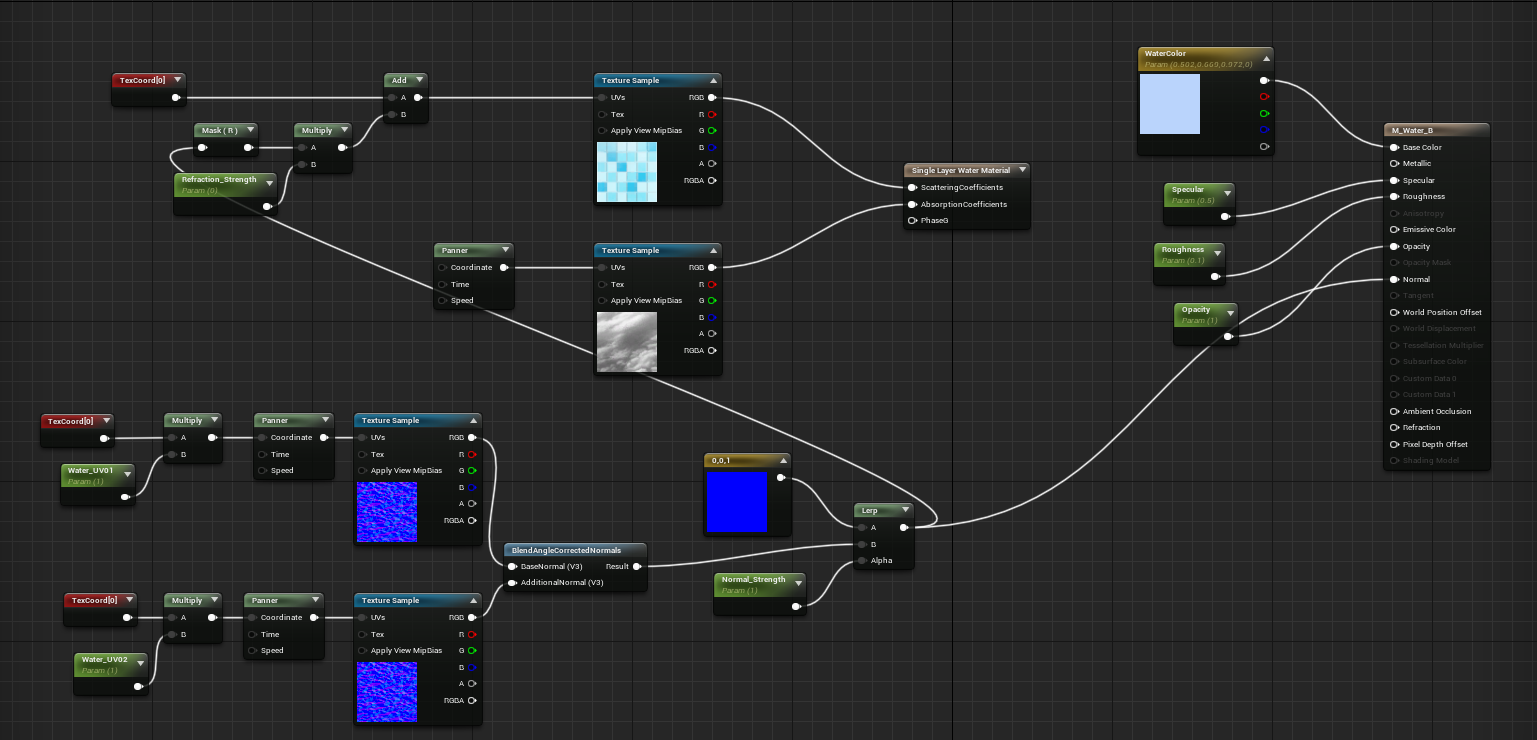 TexCoord[0]
Add
A
B
Mask ( R )
Multiply
A
B
Refraction_Strength
Param (0)
Texture Sample
UVs
RGB
Tex
R
Apply View MipBias
G
B
A
RGBA
Panner
Coordinate
Time
Speed
Texture Sample
UVs
RGB
Tex
R
Apply View MipBias
G
B
A
RGBA
Single Layer Water Material
ScatteringCoefficients
AbsorptionCoefficients
PhaseG
WaterColor
Param (0.502,0.669,0.972,0)
Specular
Param (0.5)
Roughness
Param (0.1)
Opacity
Param (1)
M_Water_B
Base Color
Metallic
Specular
Roughness
Anisotropy
Emissive Color
Opacity
Opacity Mask
Normal
Tangent
World Position Offset
World Displacement
Tessellation Multiplier
Subsurface Color
Custom Data 0
Custom Data 1
Ambient Occlusion
Refraction
Pixel Depth Offset
Shading Model
TexCoord[0]
Multiply
A
B
Water_UV01
Param (1)
Panner
Coordinate
Time
Speed
Texture Sample
UVs
RGB
Tex
R
Apply View MipBias
G
B
A
RGBA
BlendAngleCorrectedNormals
BaseNormal (V3)
Result
AdditionalNormal (V3)
0,0,1
Lerp
A
B
Alpha
Normal_Strength
Param (1)
TexCoord[0]
Multiply
A
B
Water_UV02
Param (1)
Panner
Coordinate
Time
Speed
Texture Sample
UVs
RGB
Tex
R
Apply View MipBias
G
B
A
RGBA